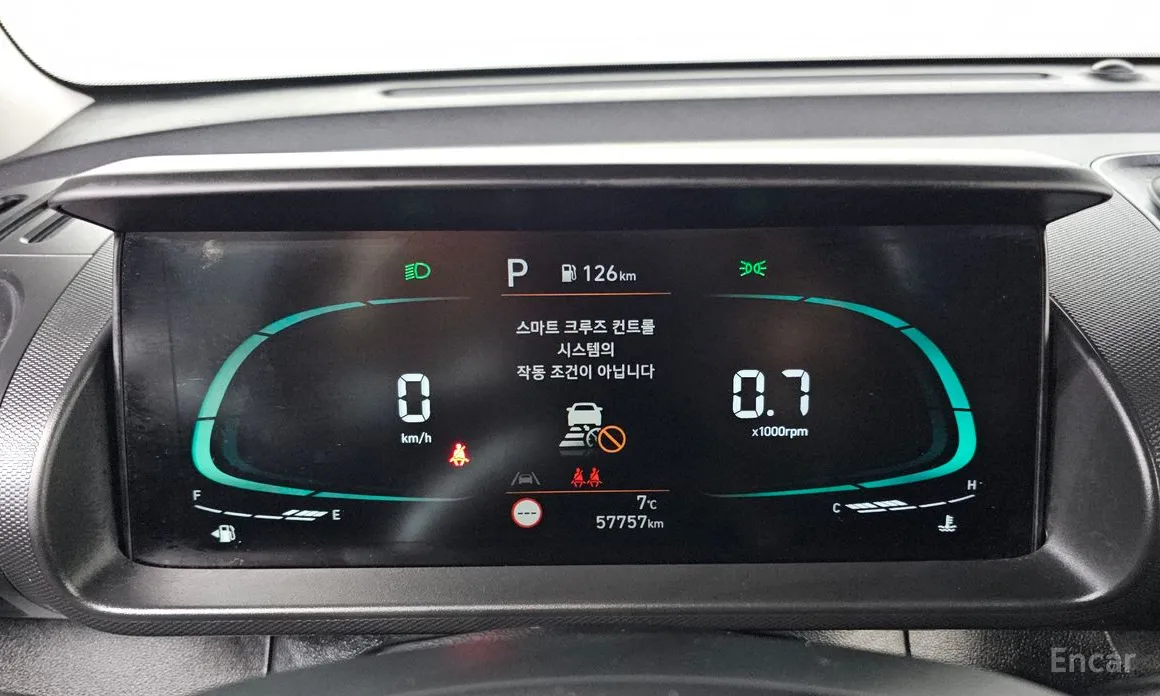 P 126km
스마트 크루즈 컨트롤
시스템의
작동 조건이 아닙니다
0
km/h
0.7
x1000rpm
F
E
---
7℃
57757km
C
H
Encar